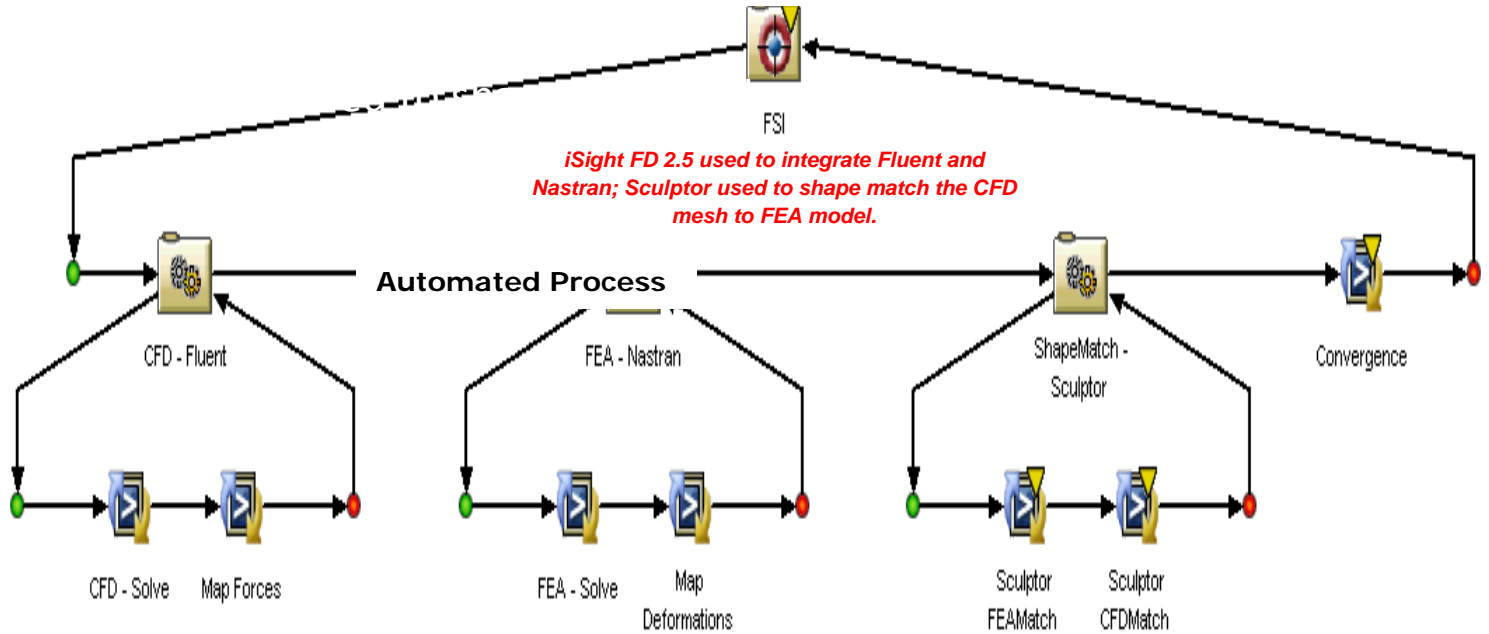 FSI
iSight FD 2.5 used to integrate Fluent and
Nastran; Sculptor used to shape match the CFD
mesh to FEA model.
Automated Process
CFD - Fluent
FEA - Nastran
ShapeMatch -
Sculptor
Convergence
CFD - Solve
Map Forces
FEA - Solve
Map
Deformations
Sculptor
FEAMatch
Sculptor
CFDMatch